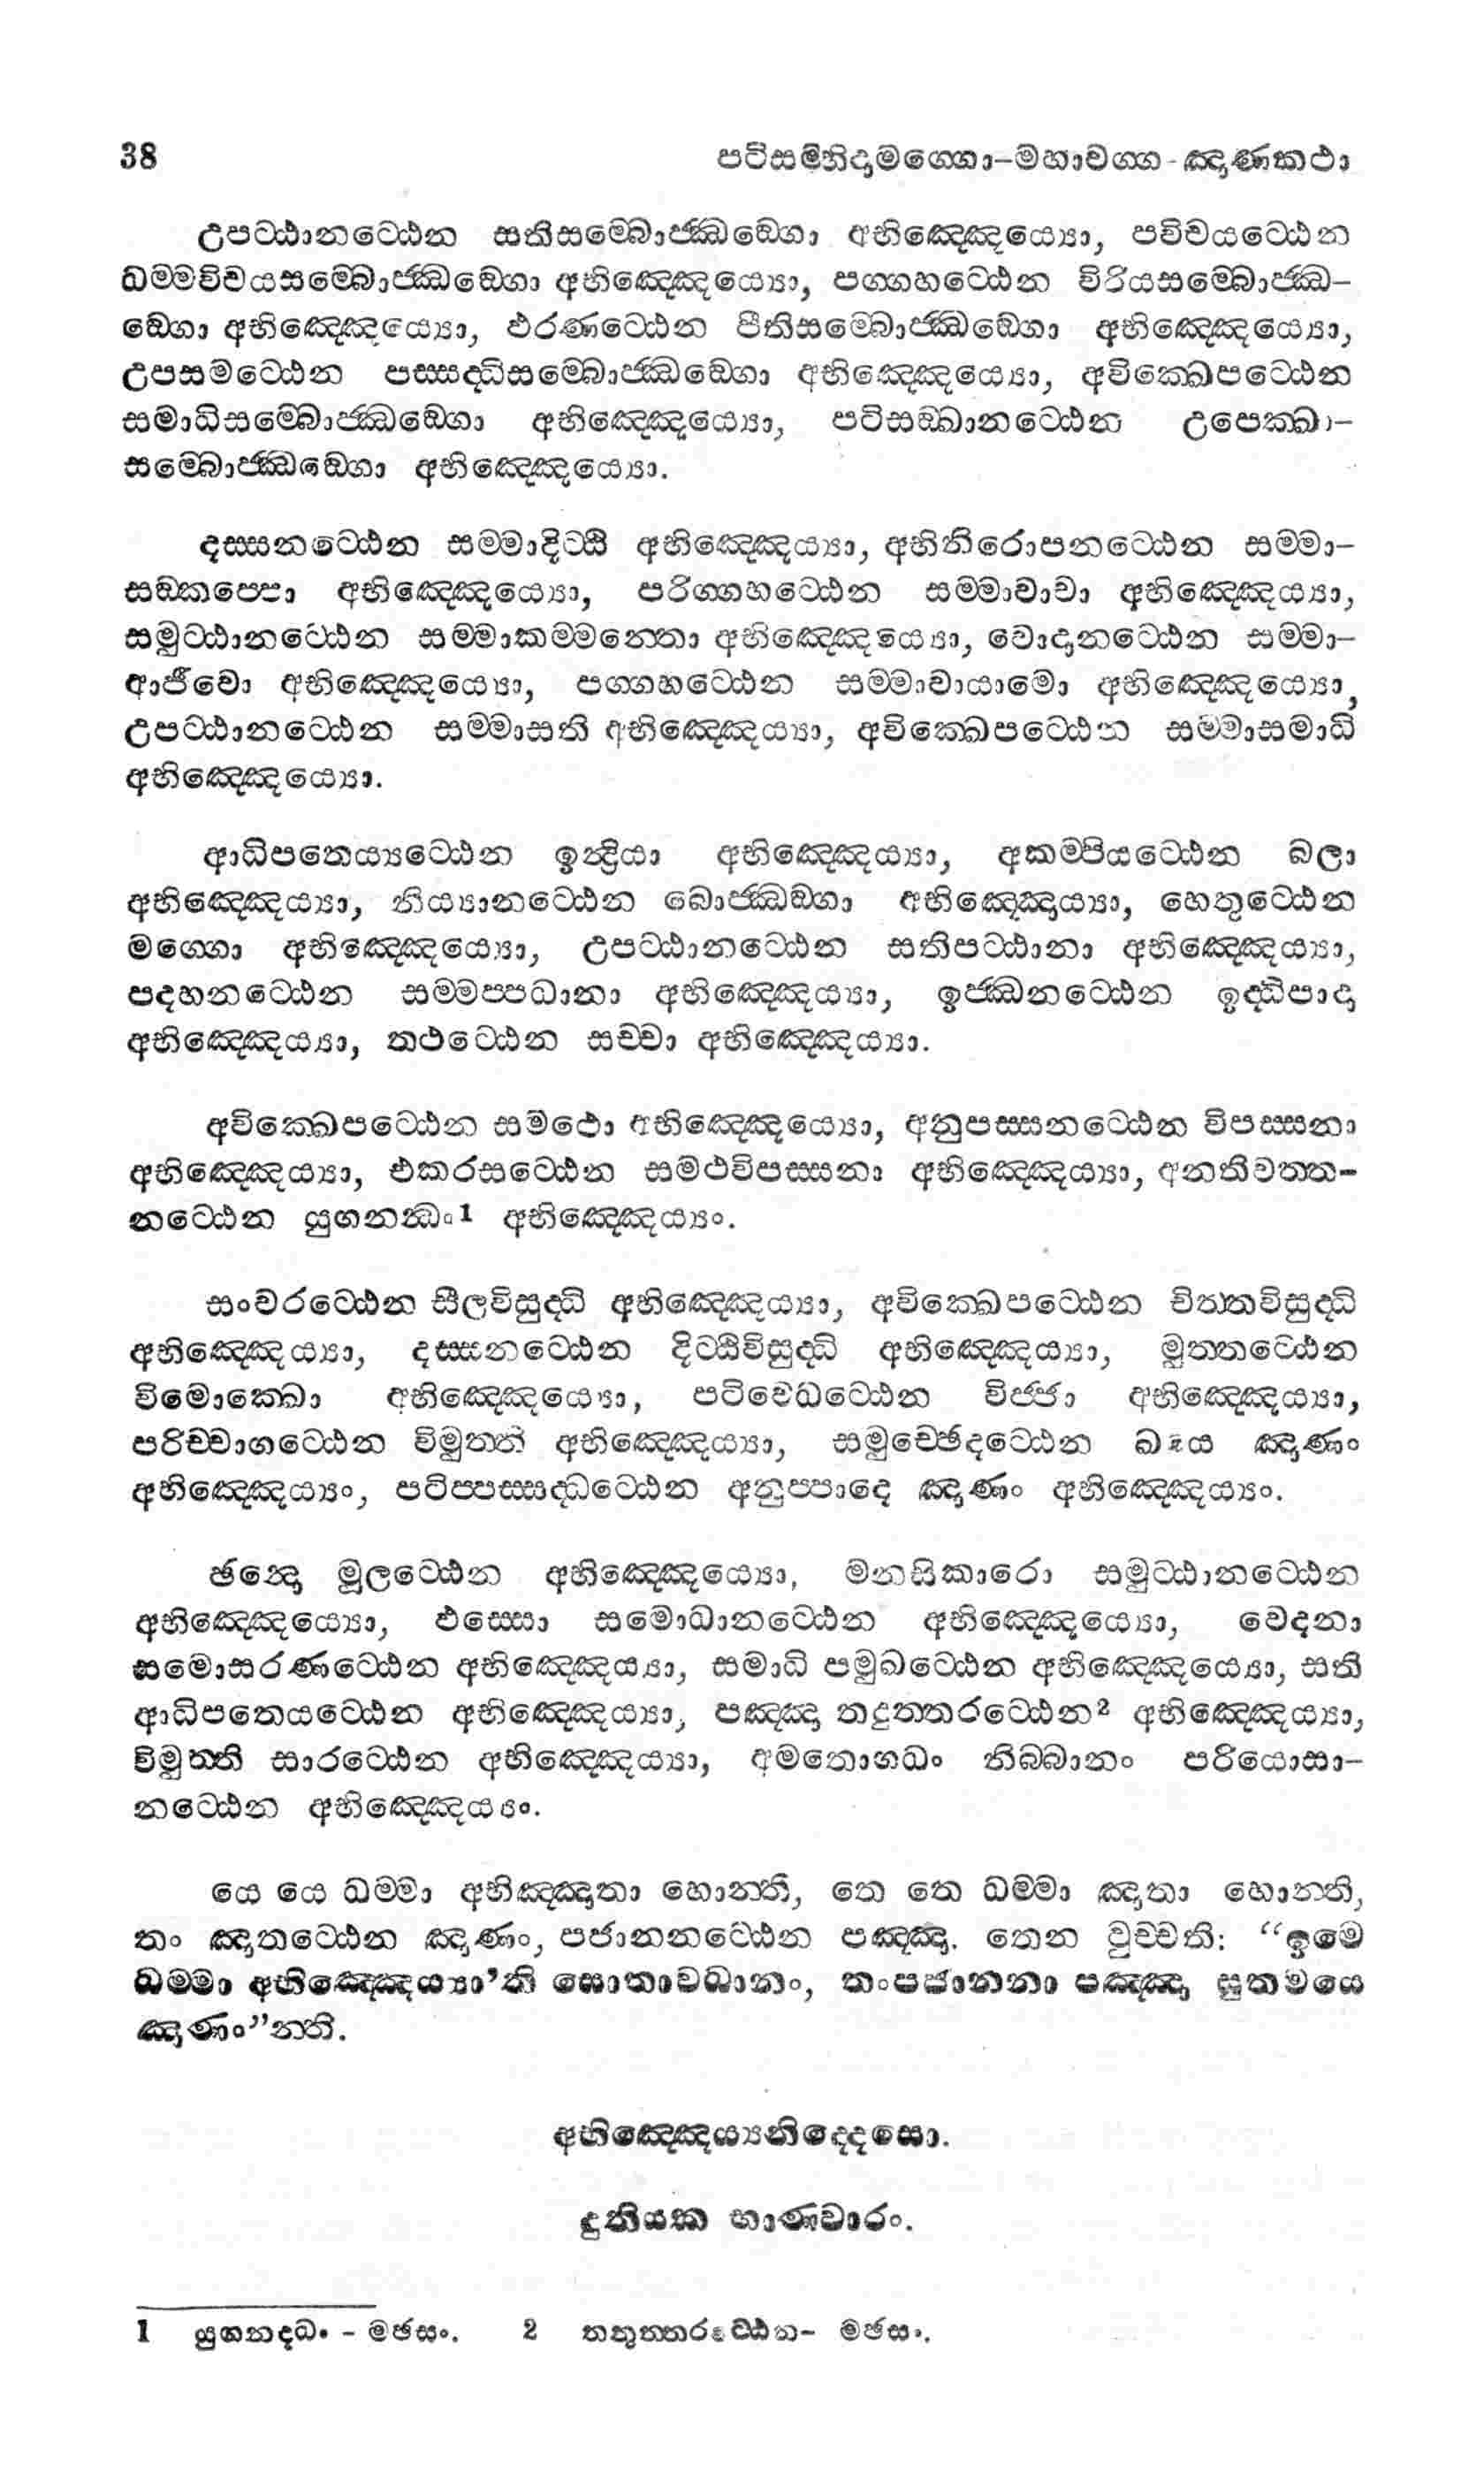 38 පටිසම්භිදාමග්ගො–මහාවග්ග - ඤාණකථා
උපට්ඨානට්ඨෙන සතිසම්බොජ්ඣඞ්ගො අභිඤ්ඤෙය්‍යො, පවිචයට්ඨෙන
ධම්මවිචයසම්බොජ්ඣඞ්ගො අභිඤ්ඤෙය්‍යො, පග්ගහට්ඨෙන විරියසම්බොජ්ඣ–
ඞ්ගො අභිඤ්ඤෙය්‍යො, ඵරණට්ඨෙන පීතිසම්බොජ්ඣඞ්ගො අභිඤ්ඤෙය්‍යො,
උපසමට්ඨෙන පස්සද්ධිසම්බොජ්ඣඞ්ගො අභිඤ්ඤෙය්‍යො, අවික්ඛෙපට්ඨෙන
සමාධිසම්බොජ්ඣඞ්ගො අභිඤ්ඤෙය්‍යො, පටිසඞ්ඛානට්ඨෙන උපෙක්ඛා–
සම්බොජ්ඣඞ්ගො අභිඤ්ඤෙය්‍යො.
දස්සනට්ඨෙන සම්මාදිට්ඨි අභිඤ්ඤෙය්‍යා, අභිනිරොපනට්ඨෙන සම්මා–
සඞ්කප්පො අභිඤ්ඤෙය්‍යො, පරිග්ගහට්ඨෙන සම්මාවාචා අභිඤ්ඤෙය්‍යා,
සමුට්ඨානට්ඨෙන සම්මාකම්මන්තො අභිඤ්ඤෙය්‍යො, වොදානට්ඨෙන සම්මා–
ආජීවො අභිඤ්ඤෙය්‍යො, පග්ගහට්ඨෙන සම්මාවායාමො අභිඤ්ඤෙය්‍යො,
උපට්ඨානට්ඨෙන සම්මාසති අභිඤ්ඤෙය්‍යා, අවික්ඛෙපට්ඨෙන සම්මාසමාධි
අභිඤ්ඤෙය්‍යො.
ආධිපතෙය්‍යට්ඨෙන ඉන්ද්‍රියා අභිඤ්ඤෙය්‍යා, අකම්පියට්ඨෙන බලා
අභිඤ්ඤෙය්‍යා, නිය්‍යානට්ඨෙන බොජ්ඣඞ්ගා අභිඤ්ඤෙය්‍යා, හෙතුට්ඨෙන
මග්ගො අභිඤ්ඤෙය්‍යො, උපට්ඨානට්ඨෙන සතිපට්ඨානා අභිඤ්ඤෙය්‍යා,
පදහනට්ඨෙන සම්මප්පධානා අභිඤ්ඤෙය්‍යා, ඉජ්ඣනට්ඨෙන ඉද්ධිපාදා
අභිඤ්ඤෙය්‍යා, තථට්ඨෙන සච්චා අභිඤ්ඤෙය්‍යා.
අවික්ඛෙපට්ඨෙන සමථො අභිඤ්ඤෙය්‍යො, අනුපස්සනට්ඨෙන විපස්සනා
අභිඤ්ඤෙය්‍යා, එකරසට්ඨෙන සමථවිපස්සනා අභිඤ්ඤෙය්‍යා, අනතිවත්ත–
නට්ඨෙන යුගනන්ධං1 අභිඤ්ඤෙය්‍යං.
සංවරට්ඨෙන සීලවිසුද්ධි අභිඤ්ඤෙය්‍යා, අවික්ඛෙපට්ඨෙන චිත්තවිසුද්ධි
අභිඤ්ඤෙය්‍යා, දස්සනට්ඨෙන දිට්ඨිවිසුද්ධි අභිඤ්ඤෙය්‍යා, මුත්තට්ඨෙන
විමොක්ඛො අභිඤ්ඤෙය්‍යො, පටිවෙධට්ඨෙන විජ්ජා අභිඤ්ඤෙය්‍යා,
පරිච්චාගට්ඨෙන විමුත්ති අභිඤ්ඤෙය්‍යා, සමුච්ඡෙදට්ඨෙන ඛයෙ ඤාණං
අභිඤ්ඤෙය්‍යං, පටිප්පස්සද්ධට්ඨෙන අනුප්පාදෙ ඤාණං අභිඤ්ඤෙය්‍යං.
ඡන්දො මූලට්ඨෙන අභිඤ්ඤෙය්‍යො, මනසිකාරො සමුට්ඨානට්ඨෙන
අභිඤ්ඤෙය්‍යො, ඵස්සො සමොධානට්ඨෙන අභිඤ්ඤෙය්‍යො, වෙදනා
සමොසරණට්ඨෙන අභිඤ්ඤෙය්‍යා, සමාධි පමුඛට්ඨෙන අභිඤ්ඤෙය්‍යො, සති
ආධිපතෙයට්ඨෙන අභිඤ්ඤෙය්‍යා, පඤ්ඤා තදුත්තරට්ඨෙන2 අභිඤ්ඤෙය්‍යා,
විමුත්ති සාරට්ඨෙන අභිඤ්ඤෙය්‍යා, අමතොගධං නිබ්බානං පරියොසා–
නට්ඨෙන අභිඤ්ඤෙය්‍යං.
යෙ යෙ ධම්මා අභිඤ්ඤාතා හොන්ති, තෙ තෙ ධම්මා ඤාතා හොන්ති,
තං ඤාතට්ඨෙන ඤාණං, පජානනට්ඨෙන පඤ්ඤා. තෙන වුච්චති: “ඉමෙ
ධම්මා අභිඤ්ඤෙය්‍යා’ති සොතාවධානං, තංපජානනා පඤ්ඤා සුතමයෙ
ඤාණං”න්ති.
අභිඤ්ඤෙය්‍යනිද්දෙසො.
දුතියක භාණවාරං.
1 යුගනද්ධං - මඡසං. 2 තතුත්තරට්ඨෙන– මඡසං.